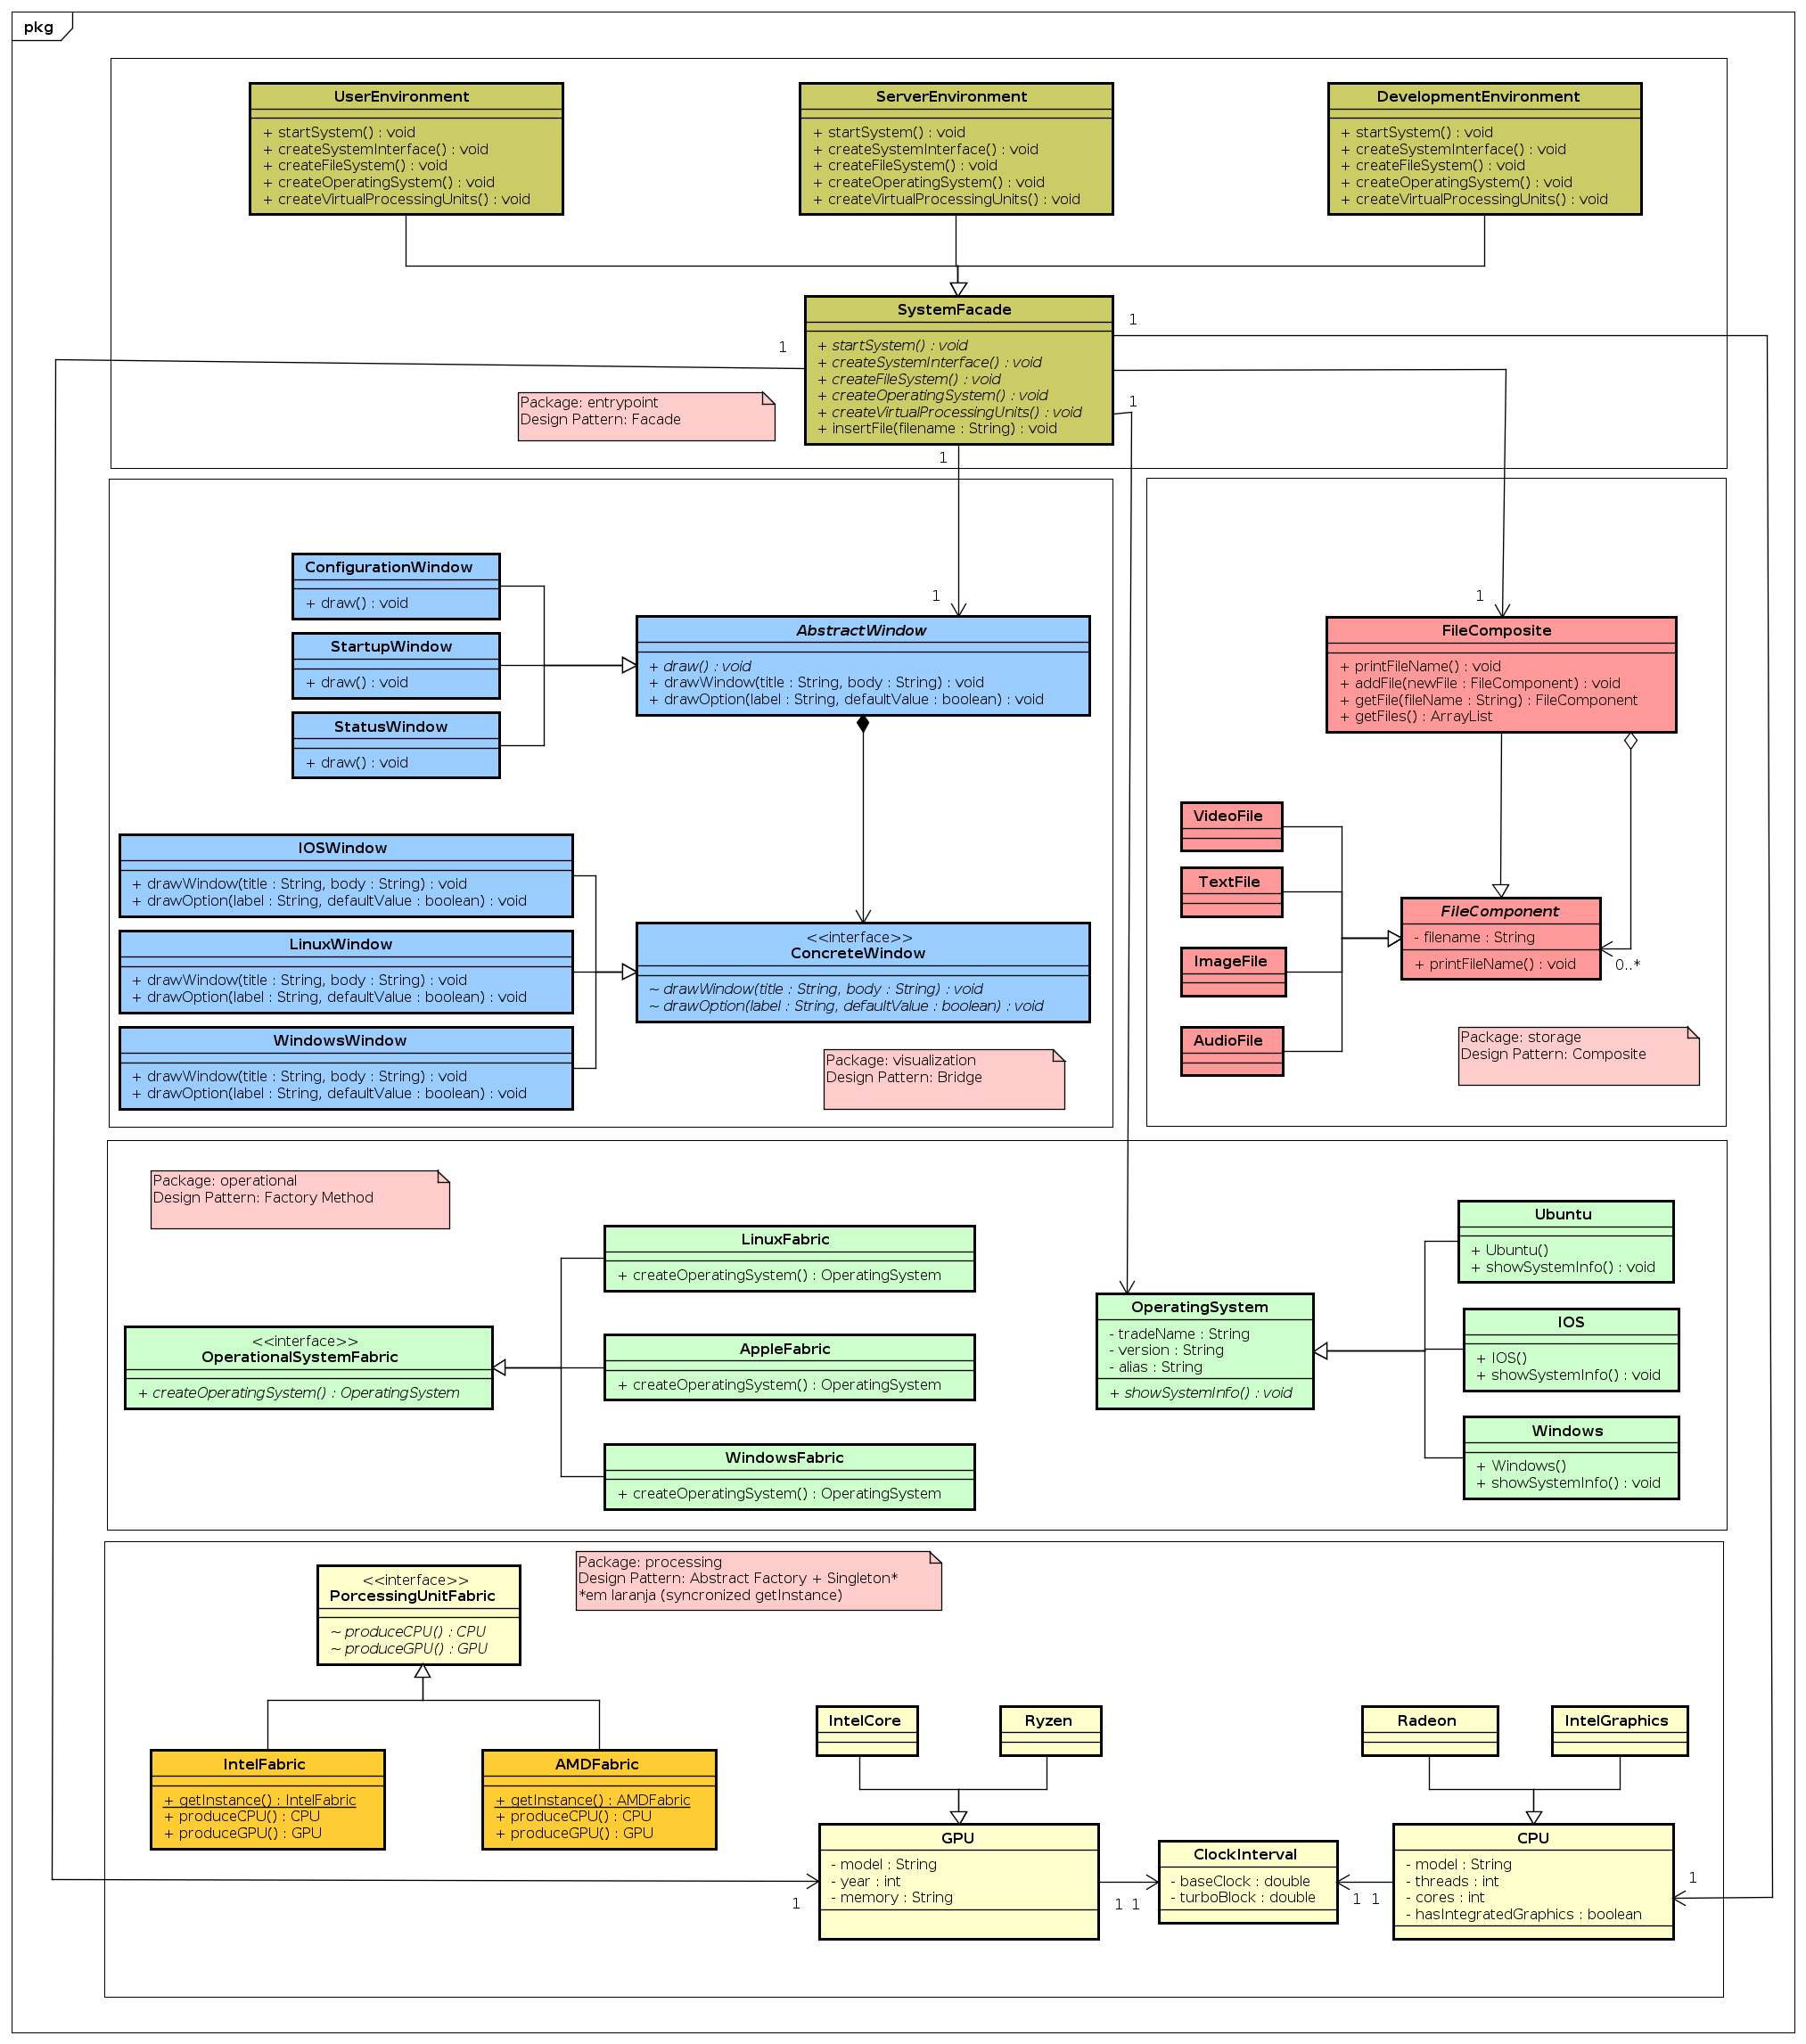 pkg
UserEnvironment
+ startSystem() : void
+ createSystemInterface() : void
+ createFileSystem() : void
+ createOperatingSystem() : void
+ createVirtualProcessingUnits() : void
ServerEnvironment
+ startSystem() : void
+ createSystemInterface() : void
+ createFileSystem() : void
+ createOperatingSystem() : void
+ createVirtualProcessingUnits() : void
DevelopmentEnvironment
+ startSystem() : void
+ createSystemInterface() : void
+ createFileSystem() : void
+ createOperatingSystem() : void
+ createVirtualProcessingUnits() : void
SystemFacade
+ startSystem() : void
+ createSystemInterface() : void
+ createFileSystem() : void
+ createOperatingSystem() : void
+ createVirtualProcessingUnits() : void
+ insertFile(filename : String) : void
1
1
1
1
Package: entrypoint
Design Pattern: Facade
ConfigurationWindow
+ draw() : void
StartupWindow
+ draw() : void
StatusWindow
+ draw() : void
1
AbstractWindow
+ draw() : void
+ drawWindow(title : String, body : String) : void
+ drawOption(label : String, defaultValue : boolean) : void
IOSWindow
+ drawWindow(title : String, body : String) : void
+ drawOption(label : String, defaultValue : boolean) : void
LinuxWindow
+ drawWindow(title : String, body : String) : void
+ drawOption(label : String, defaultValue : boolean) : void
WindowsWindow
+ drawWindow(title : String, body : String) : void
+ drawOption(label : String, defaultValue : boolean) : void
<<interface>>
ConcreteWindow
~ drawWindow(title : String, body : String) : void
~ drawOption(label : String, defaultValue : boolean) : void
Package: visualization
Design Pattern: Bridge
1
FileComposite
+ printFileName() : void
+ addFile(newFile : FileComponent) : void
+ getFile(fileName : String) : FileComponent
+ getFiles() : ArrayList
VideoFile
TextFile
ImageFile
AudioFile
FileComponent
- filename : String
+ printFileName() : void
0..*
Package: storage
Design Pattern: Composite
Package: operational
Design Pattern: Factory Method
<<interface>>
OperationalSystemFabric
+ createOperatingSystem() : OperatingSystem
LinuxFabric
+ createOperatingSystem() : OperatingSystem
AppleFabric
+ createOperatingSystem() : OperatingSystem
WindowsFabric
+ createOperatingSystem() : OperatingSystem
OperatingSystem
- tradeName : String
- version : String
- alias : String
+ showSystemInfo() : void
Ubuntu
+ Ubuntu()
+ showSystemInfo() : void
IOS
+ IOS()
+ showSystemInfo() : void
Windows
+ Windows()
+ showSystemInfo() : void
Package: processing
Design Pattern: Abstract Factory + Singleton*
*em laranja (syncronized getInstance)
<<interface>>
PorcessingUnitFabric
~ produceCPU() : CPU
~ produceGPU() : GPU
IntelFabric
+ getInstance() : IntelFabric
+ produceCPU() : CPU
+ produceGPU() : GPU
AMDFabric
+ getInstance() : AMDFabric
+ produceCPU() : CPU
+ produceGPU() : GPU
IntelCore
Ryzen
Radeon
IntelGraphics
GPU
- model : String
- year : int
- memory : String
1
1 1
ClockInterval
- baseClock : double
- turboBlock : double
1 1
CPU
- model : String
- threads : int
- cores : int
- hasIntegratedGraphics : boolean
1